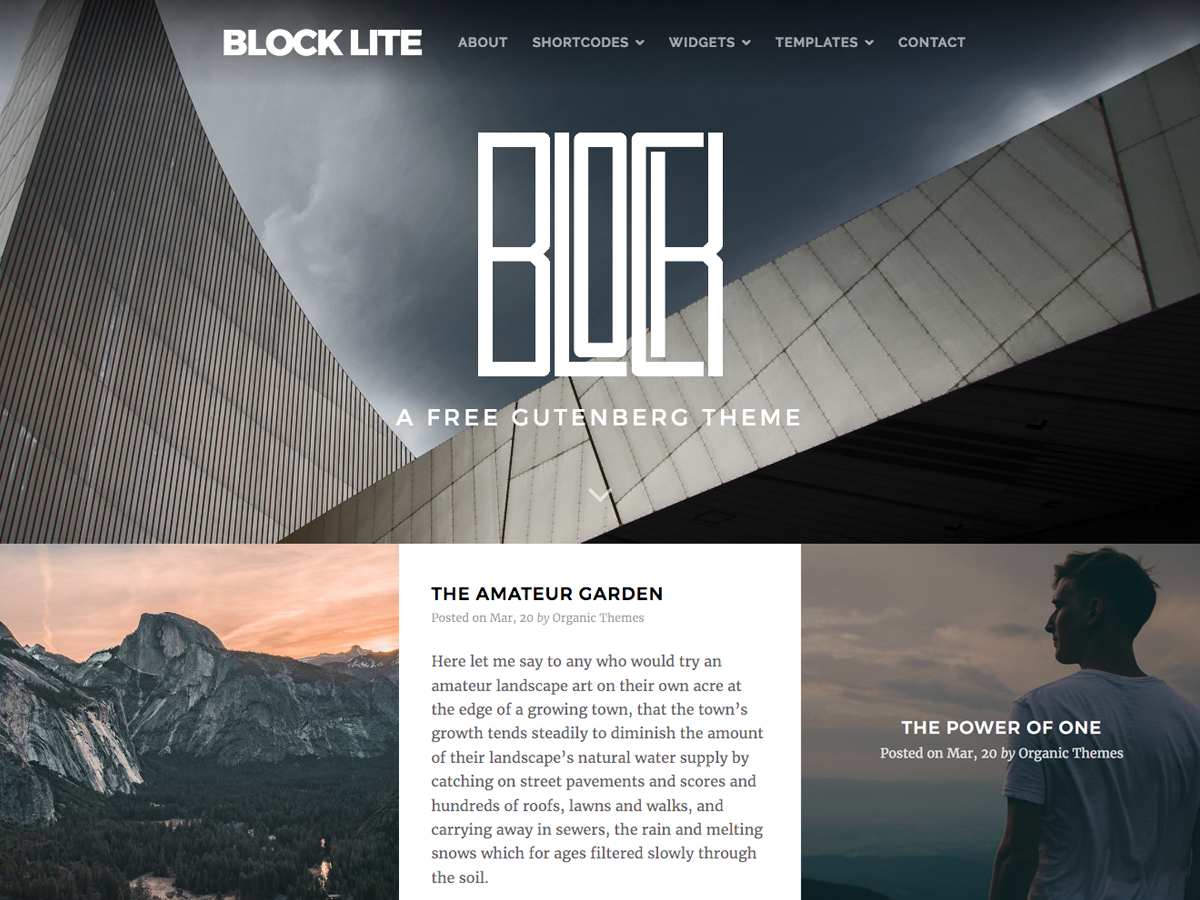 BLOCK LITE
ABOUT SHORTCODES WIDGETS TEMPLATES CONTACT
BLOCK
A FREE GUTENBERG THEME
THE AMATEUR GARDEN
Posted on Mar, 20 by Organic Themes
Here let me say to any who would try an
amateur landscape art on their own acre at
the edge of a growing town, that the town’s
growth tends steadily to diminish the amount
of their landscape’s natural water supply by
catching on street pavements and scores and
hundreds of roofs, lawns and walks, and
carrying away in sewers, the rain and melting
snows which for ages filtered slowly through
the soil.
THE POWER OF ONE
Posted on Mar, 20 by Organic Themes